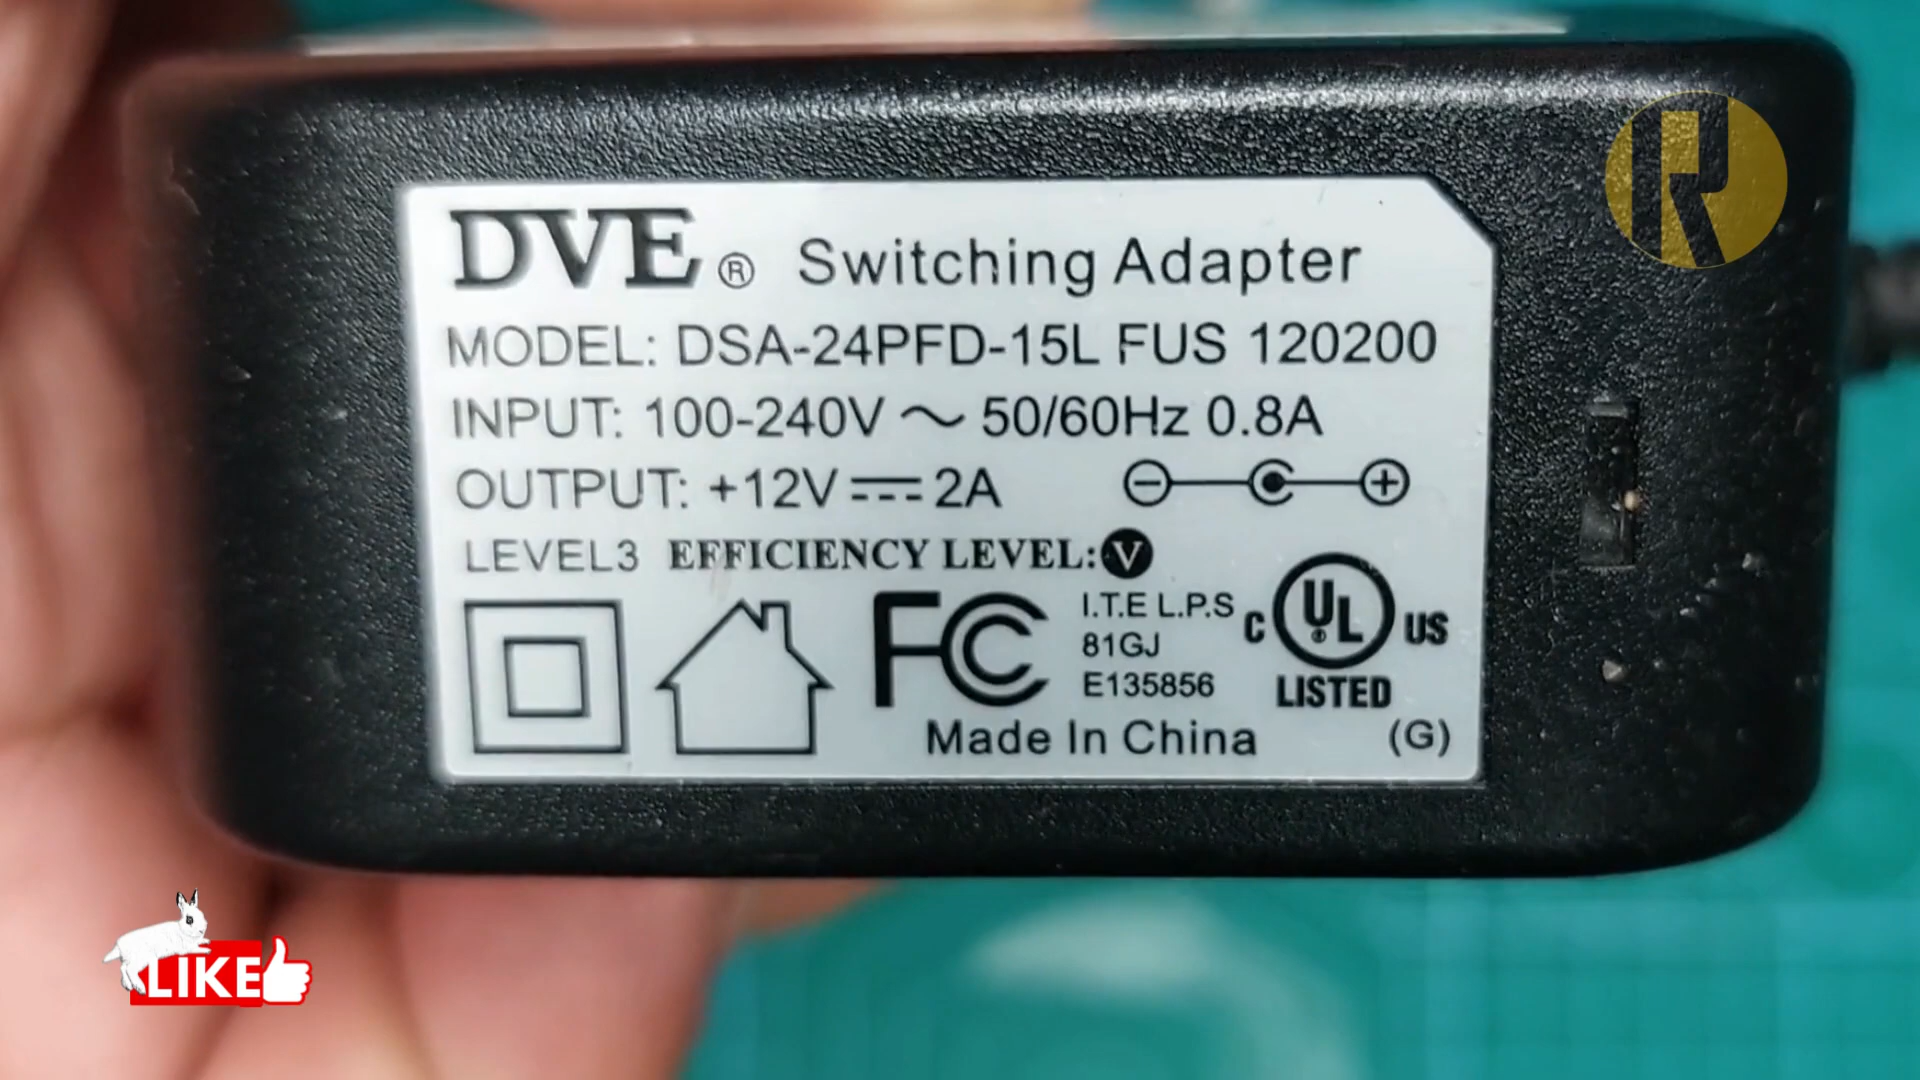 DVE® Switching Adapter
MODEL: DSA-24PFD-15L FUS 120200
INPUT: 100-240V ~ 50/60Hz 0.8A
OUTPUT: +12V ⎓ 2A
LEVEL3 EFFICIENCY LEVEL: V
FC
I.T.E L.P.S
81GJ
E135856
C UL® US
LISTED
Made In China (G)
R
LIKE